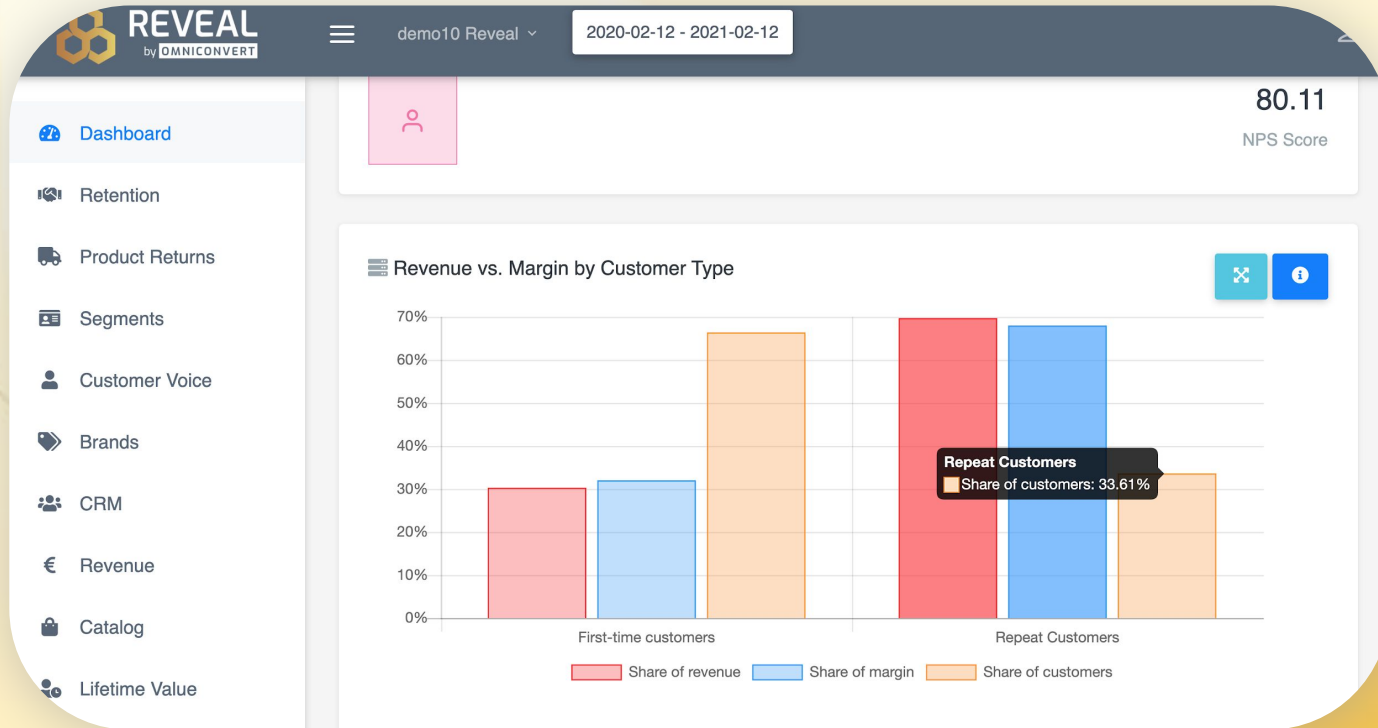 REVEAL
by OMNICONVERT
demo10 Reveal
2020-02-12 - 2021-02-12
Dashboard
Retention
Product Returns
Segments
Customer Voice
Brands
CRM
€ Revenue
Catalog
Lifetime Value
80.11
NPS Score
Revenue vs. Margin by Customer Type
70%
60%
50%
40%
30%
20%
10%
0%
Repeat Customers
Share of customers: 33.61%
First-time customers
Repeat Customers
Share of revenue
Share of margin
Share of customers